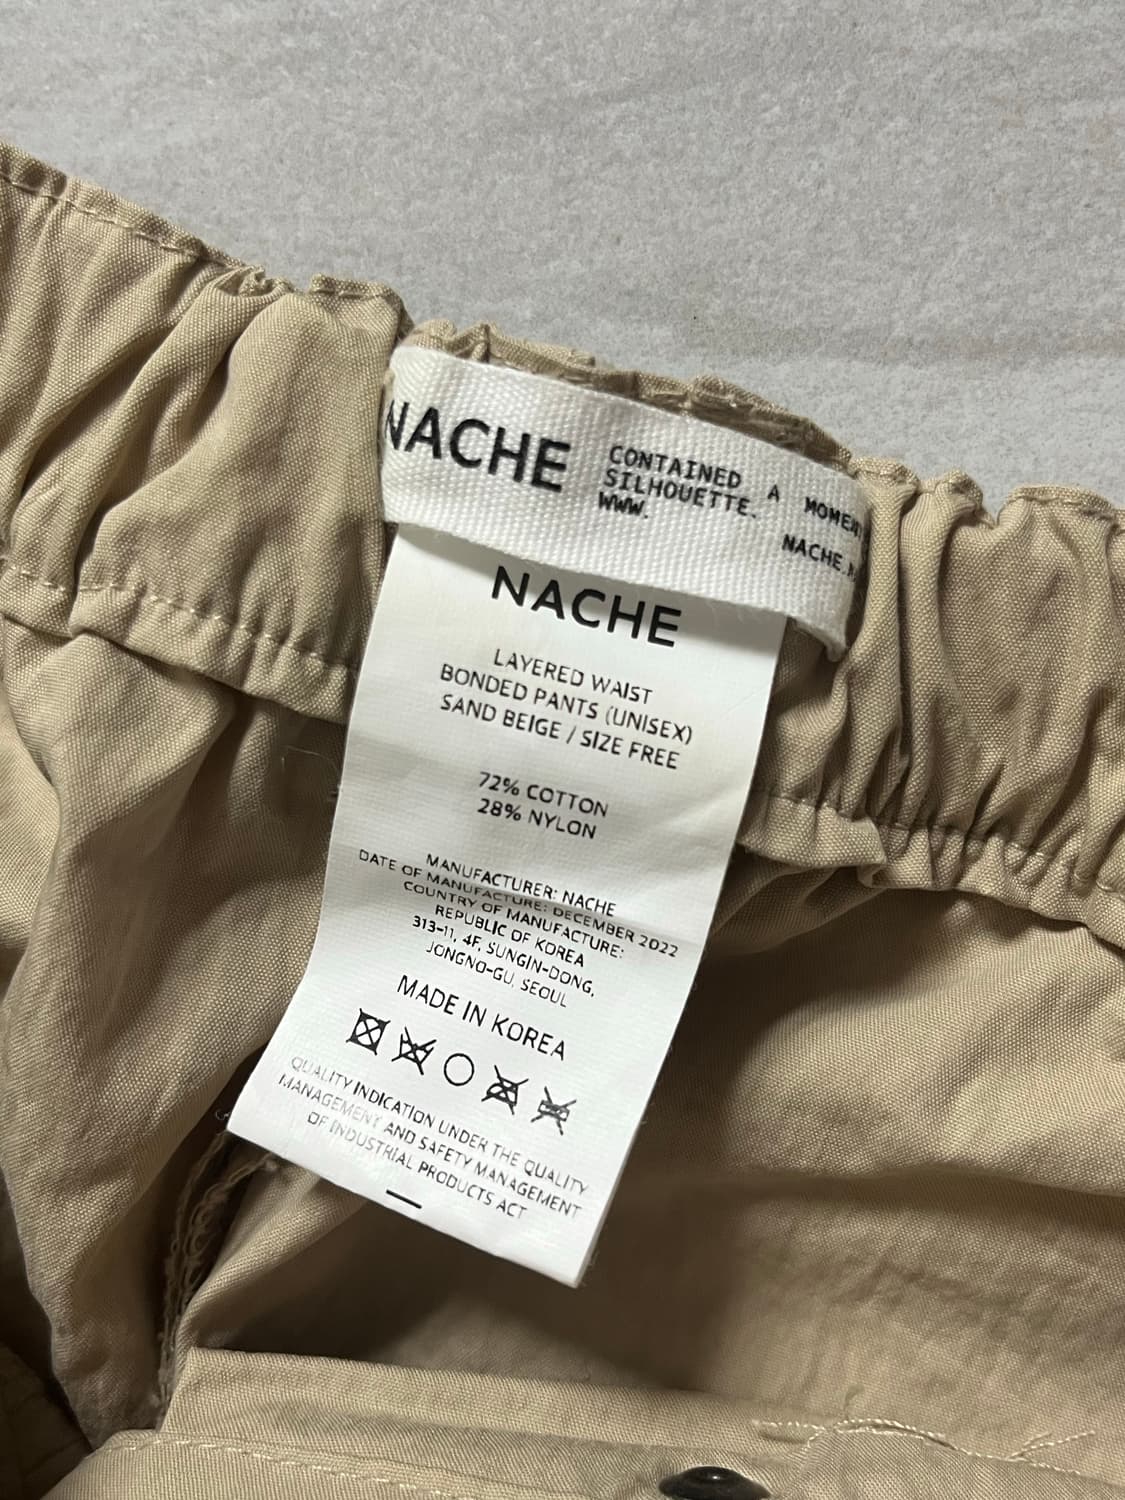 NACHE
CONTAINED A
SILHOUETTE.
WWW.
NACHE
LAYERED WAIST
BONDED PANTS (UNISEX)
SAND BEIGE / SIZE FREE
72% COTTON
28% NYLON
MANUFACTURER: NACHE
DATE OF MANUFACTURE: DECEMBER 2022
COUNTRY OF MANUFACTURE:
REPUBLIC OF KOREA
313-11, 4F, SUNGIN-DONG,
JONGNO-GU, SEOUL
MADE IN KOREA
QUALITY INDICATION UNDER THE QUALITY
MANAGEMENT AND SAFETY MANAGEMENT
OF INDUSTRIAL PRODUCTS ACT